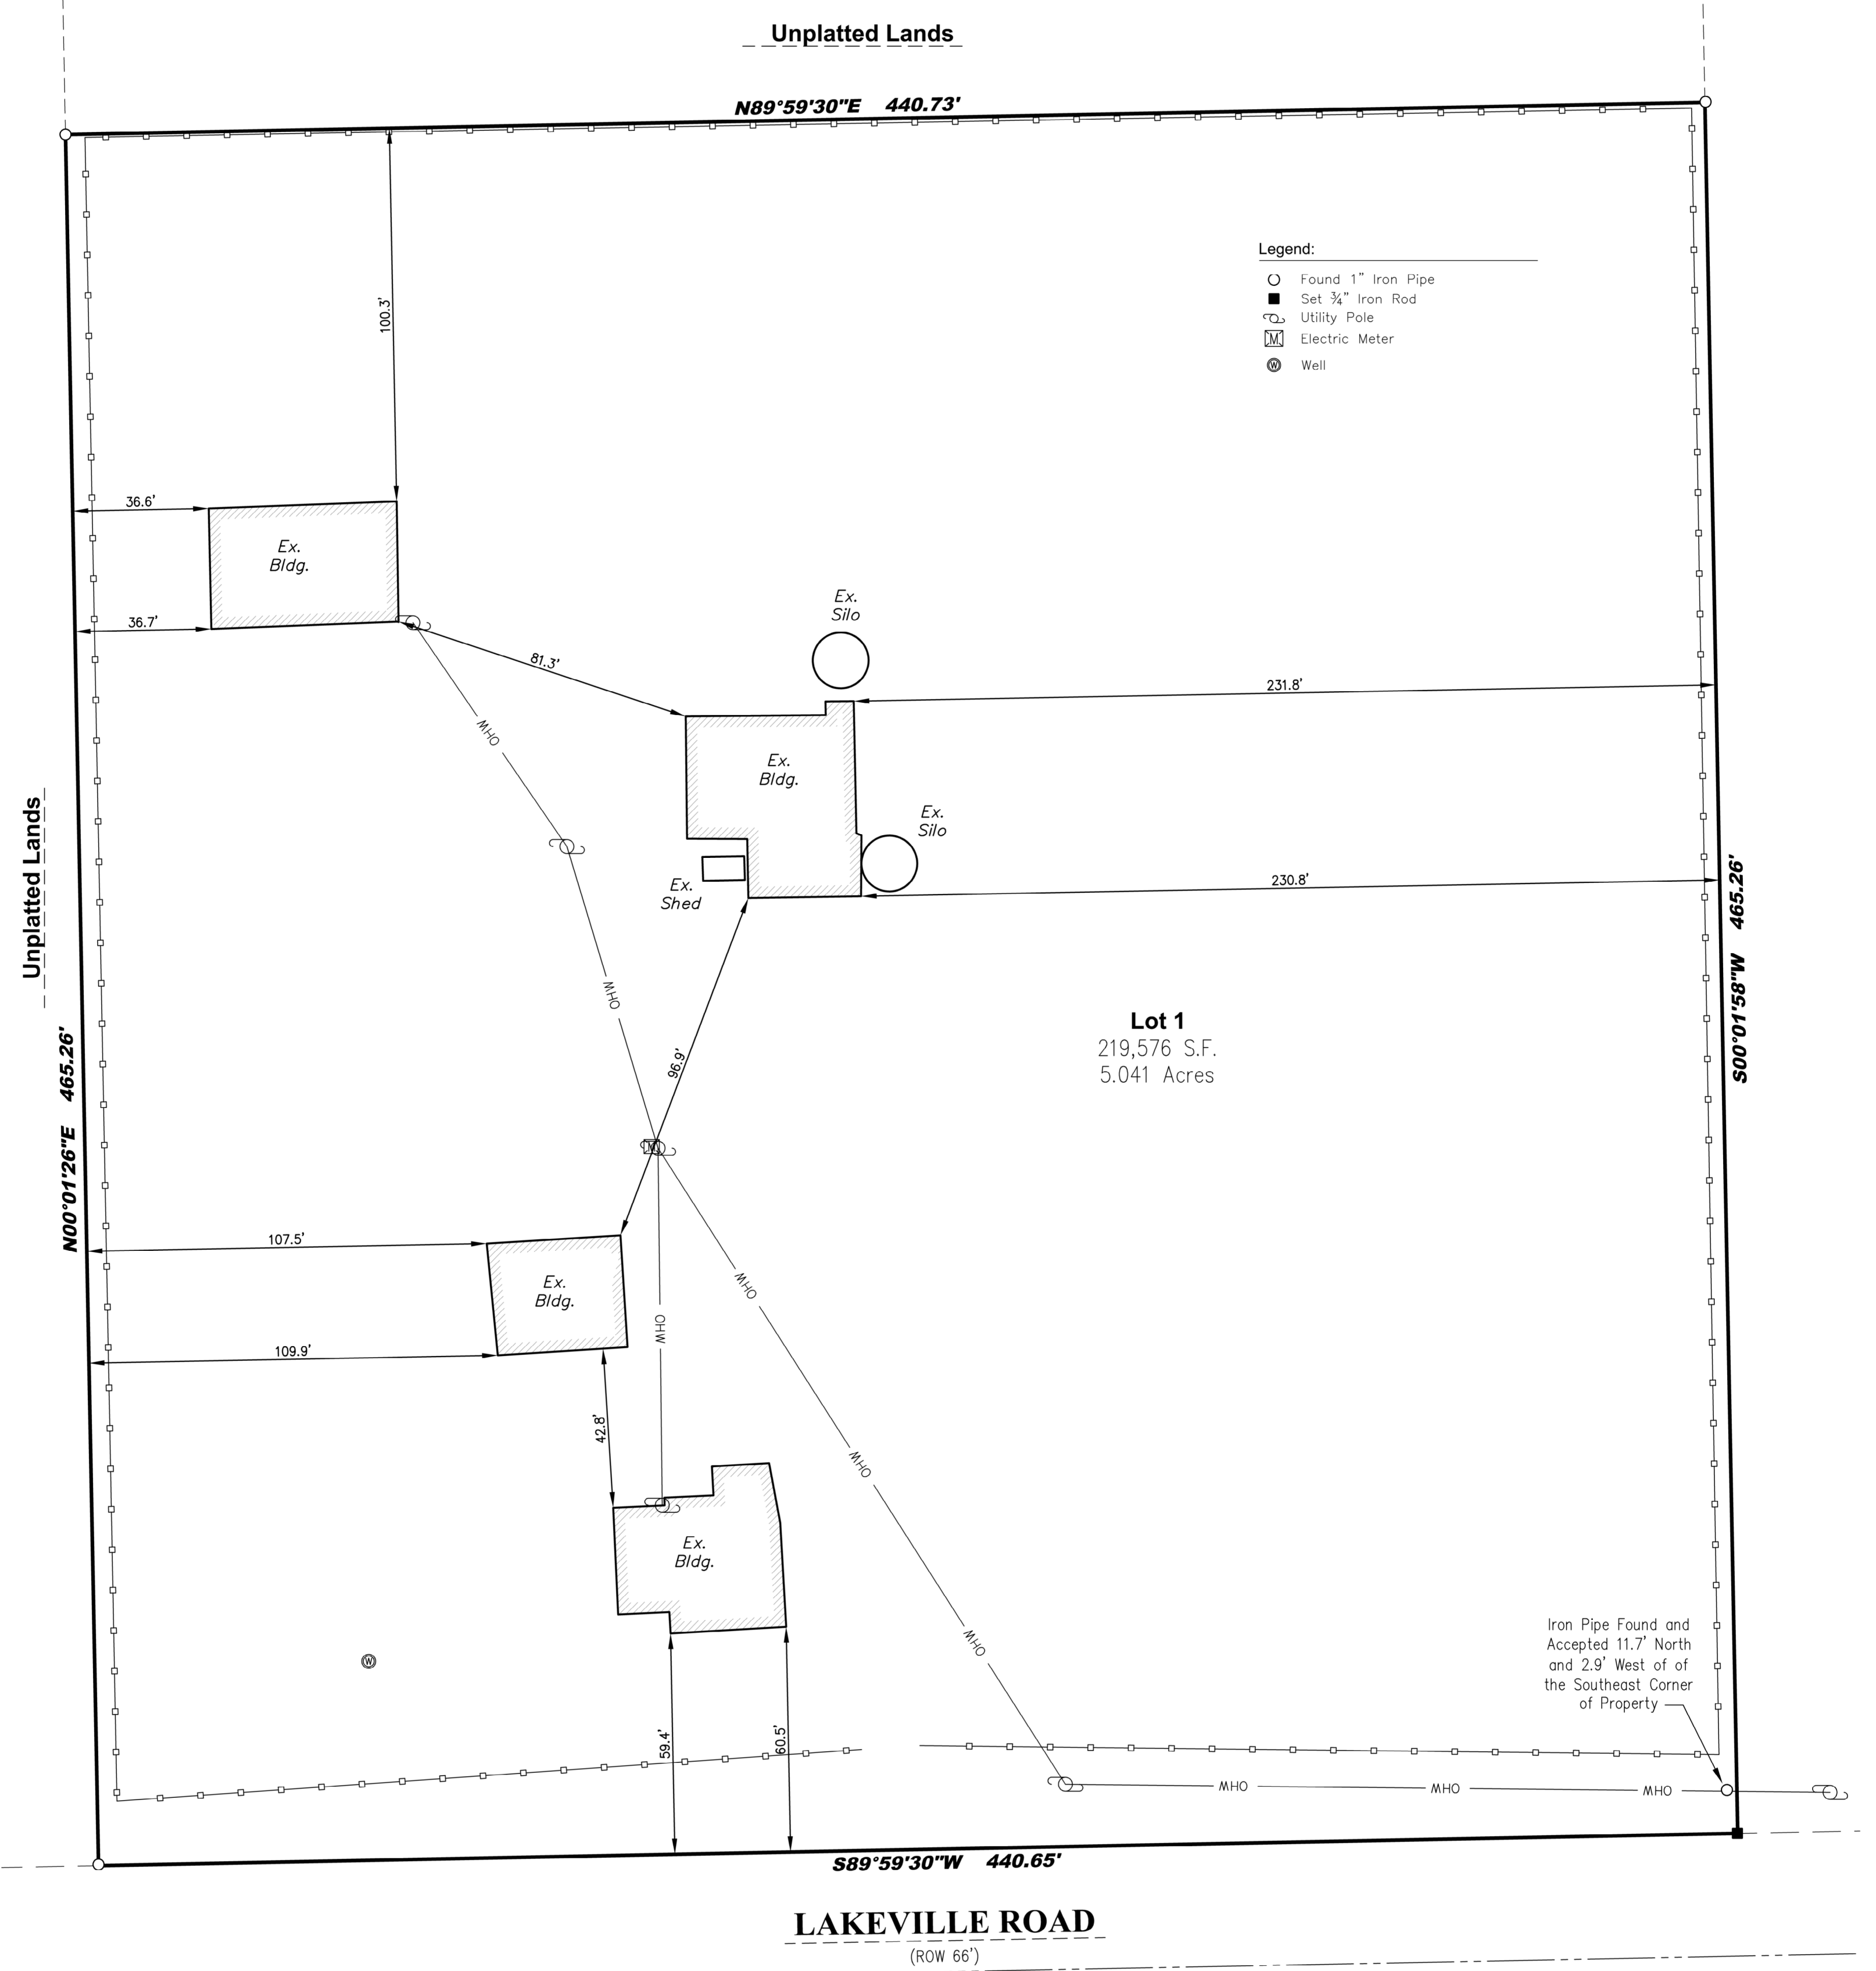 Unplatted Lands
N89°59'30"E 440.73'
Legend:
Found 1" Iron Pipe
Set ¾" Iron Rod
Utility Pole
M Electric Meter
W Well
100.3'
36.6'
Ex.
Bldg.
36.7'
81.3'
Ex.
Silo
231.8'
OHW
Ex.
Bldg.
Ex.
Silo
Ex.
Shed
230.8'
Unplatted Lands
S00°01'58"W 465.26'
OHW
Lot 1
219,576 S.F.
5.041 Acres
96.9'
N00°01'26"E 465.26'
M
107.5'
Ex.
Bldg.
OHW
OHW
109.9'
42.8'
OHW
Ex.
Bldg.
OHW
Iron Pipe Found and
Accepted 11.7' North
and 2.9' West of of
the Southeast Corner
of Property
W
59.4'
60.5'
OHW
OHW
OHW
S89°59'30"W 440.65'
LAKEVILLE ROAD
(ROW 66')